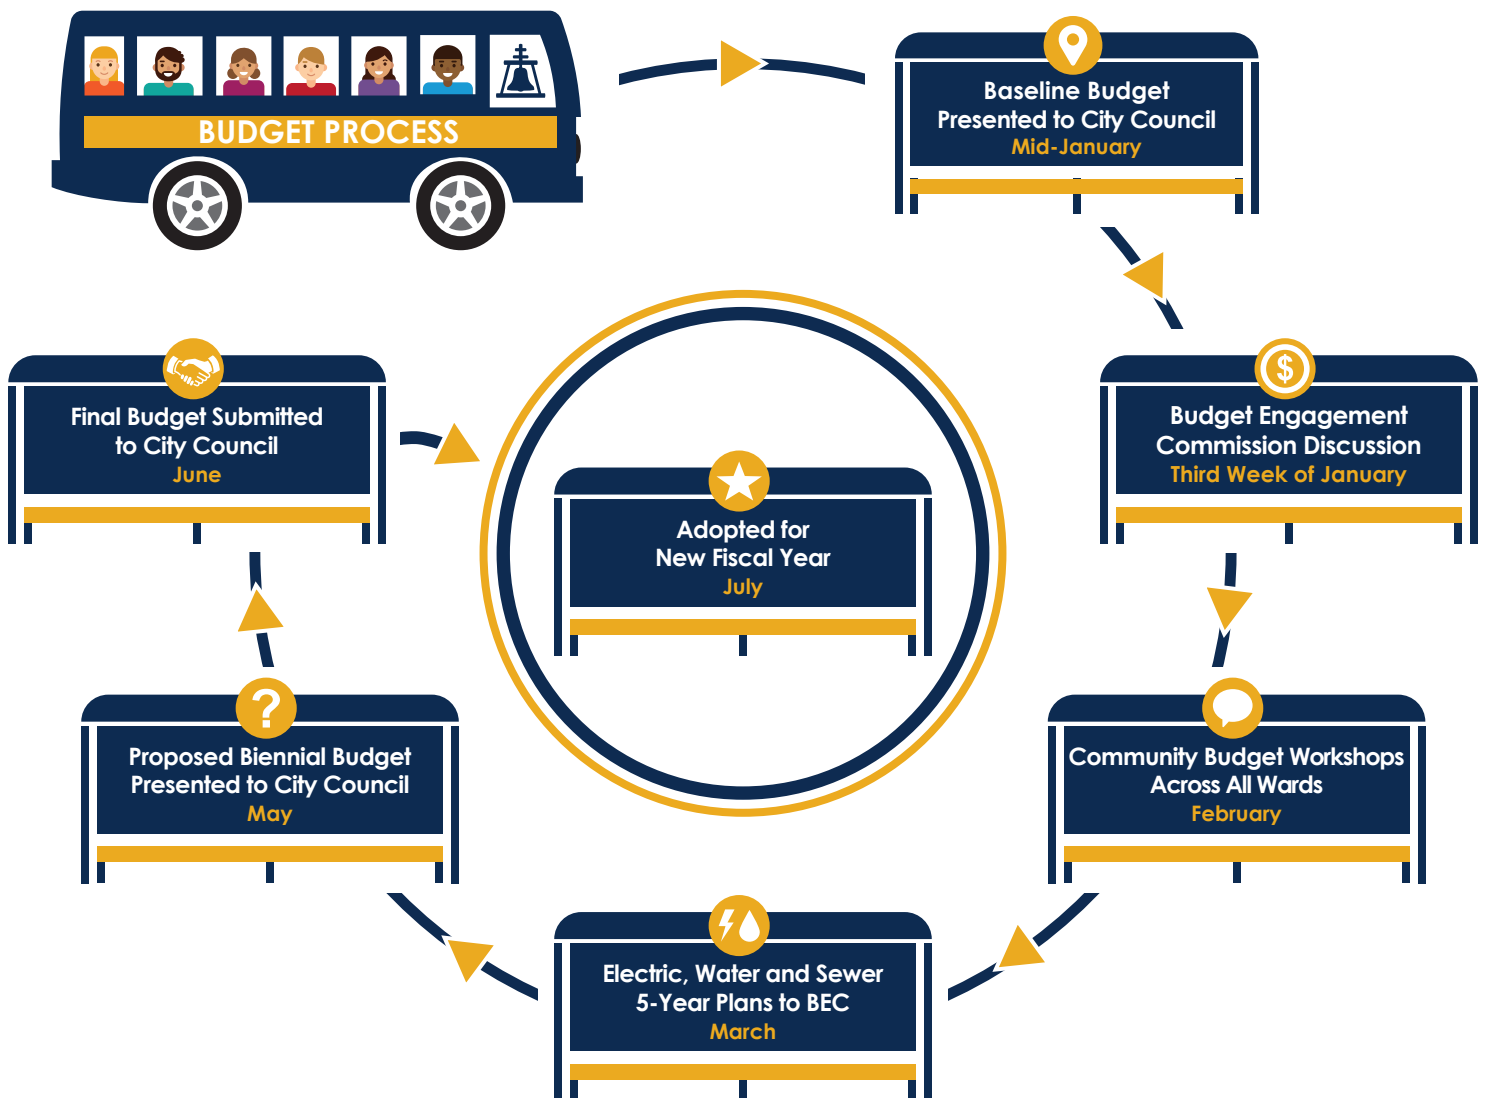 BUDGET PROCESS
Baseline Budget
Presented to City Council
Mid-January
Budget Engagement
Commission Discussion
Third Week of January
Community Budget Workshops
Across All Wards
February
Electric, Water and Sewer
5-Year Plans to BEC
March
Proposed Biennial Budget
Presented to City Council
May
Final Budget Submitted
to City Council
June
Adopted for
New Fiscal Year
July